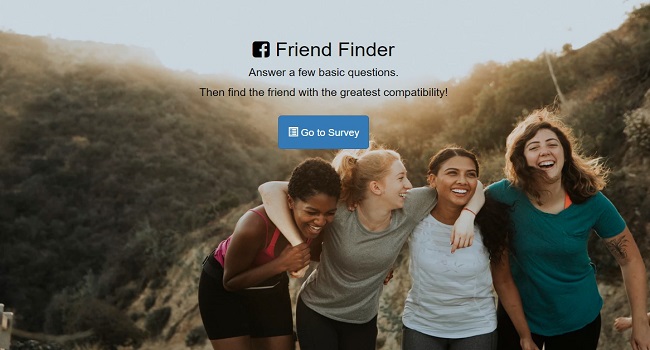 Friend Finder
Answer a few basic questions.
Then find the friend with the greatest compatibility!
Go to Survey